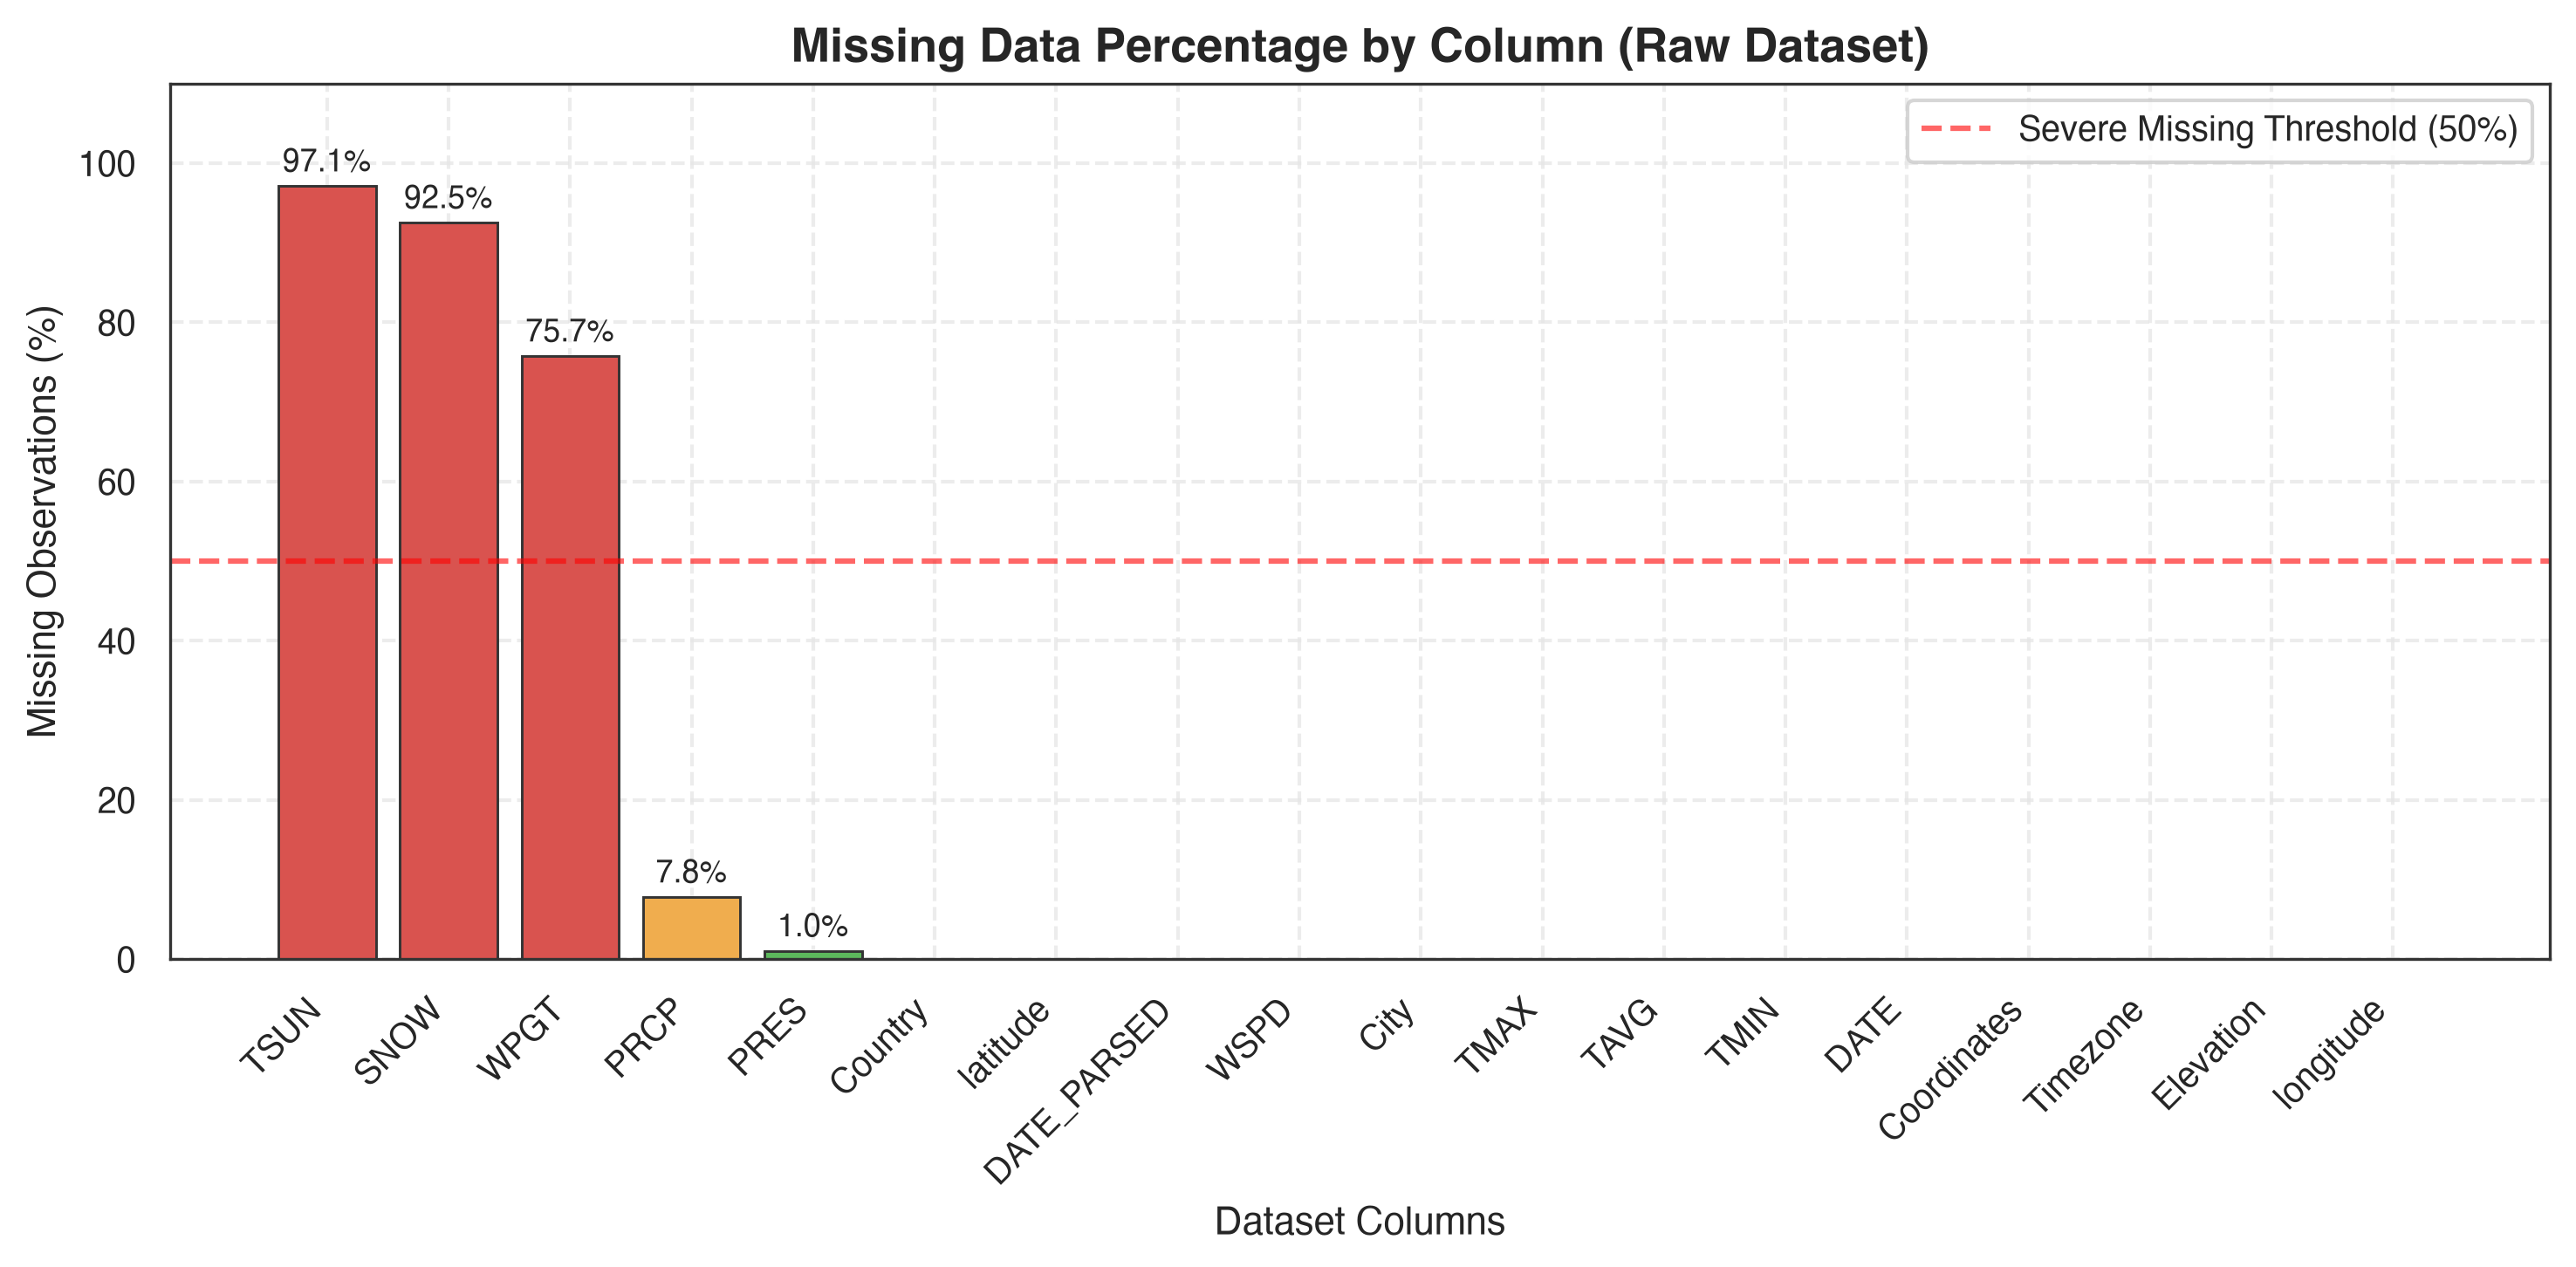 Missing Data Percentage by Column (Raw Dataset)
Severe Missing Threshold (50%)
Missing Observations (%)
100
80
60
40
20
0
97.1%
92.5%
75.7%
7.8%
1.0%
TSUN
SNOW
WPGT
PRCP
PRES
Country
latitude
DATE_PARSED
WSPD
City
TMAX
TAVG
TMIN
DATE
Coordinates
Timezone
Elevation
longitude
Dataset Columns